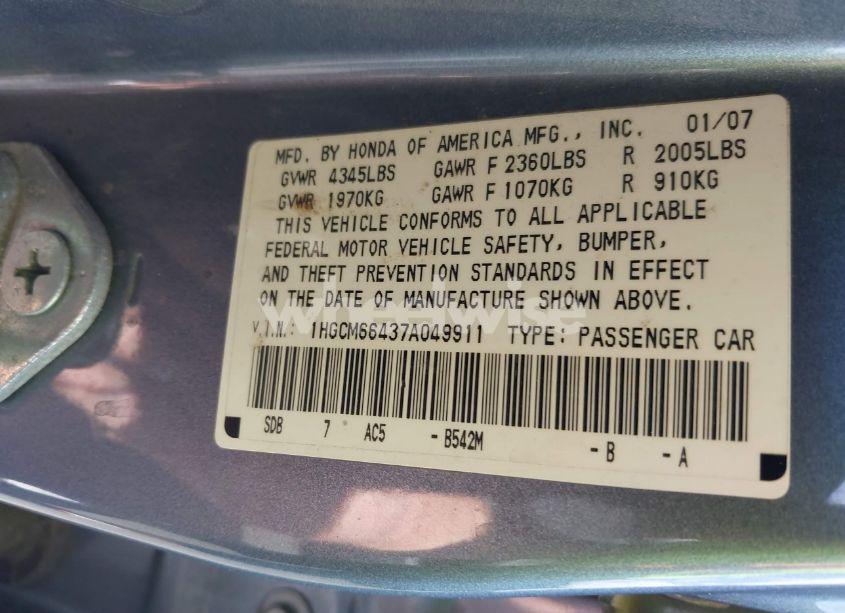 MFD. BY HONDA OF AMERICA MFG., INC. 01/07
GVWR 4345LBS GAWR F 2360LBS R 2005LBS
GVWR 1970KG GAWR F 1070KG R 910KG
THIS VEHICLE CONFORMS TO ALL APPLICABLE
FEDERAL MOTOR VEHICLE SAFETY, BUMPER,
AND THEFT PREVENTION STANDARDS IN EFFECT
ON THE DATE OF MANUFACTURE SHOWN ABOVE.
wheelwise
V.I.N.: 1HGCM66437A049911 TYPE: PASSENGER CAR
SDB 7 AC5 -B542M -B -A